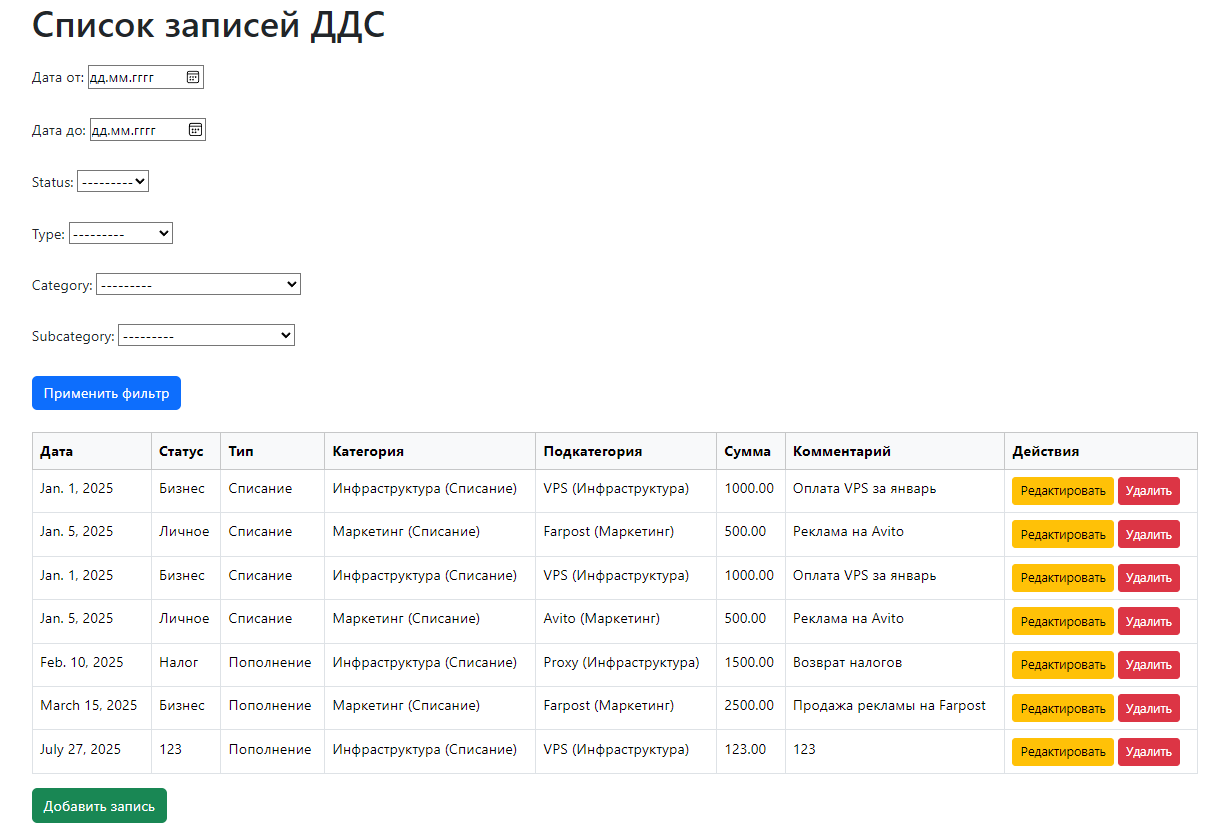 Список записей ДДС
Дата от: дд.мм.гггг
Дата до: дд.мм.гггг
Status: ---------
Type: ---------
Category: ---------
Subcategory: ---------
Применить фильтр
Дата Статус Тип Категория Подкатегория Сумма Комментарий Действия
Jan. 1, 2025 Бизнес Списание Инфраструктура (Списание) VPS (Инфраструктура) 1000.00 Оплата VPS за январь Редактировать Удалить
Jan. 5, 2025 Личное Списание Маркетинг (Списание) Farpost (Маркетинг) 500.00 Реклама на Avito Редактировать Удалить
Jan. 1, 2025 Бизнес Списание Инфраструктура (Списание) VPS (Инфраструктура) 1000.00 Оплата VPS за январь Редактировать Удалить
Jan. 5, 2025 Личное Списание Маркетинг (Списание) Avito (Маркетинг) 500.00 Реклама на Avito Редактировать Удалить
Feb. 10, 2025 Налог Пополнение Инфраструктура (Списание) Proxy (Инфраструктура) 1500.00 Возврат налогов Редактировать Удалить
March 15, 2025 Бизнес Пополнение Маркетинг (Списание) Farpost (Маркетинг) 2500.00 Продажа рекламы на Farpost Редактировать Удалить
July 27, 2025 123 Пополнение Инфраструктура (Списание) VPS (Инфраструктура) 123.00 123 Редактировать Удалить
Добавить запись